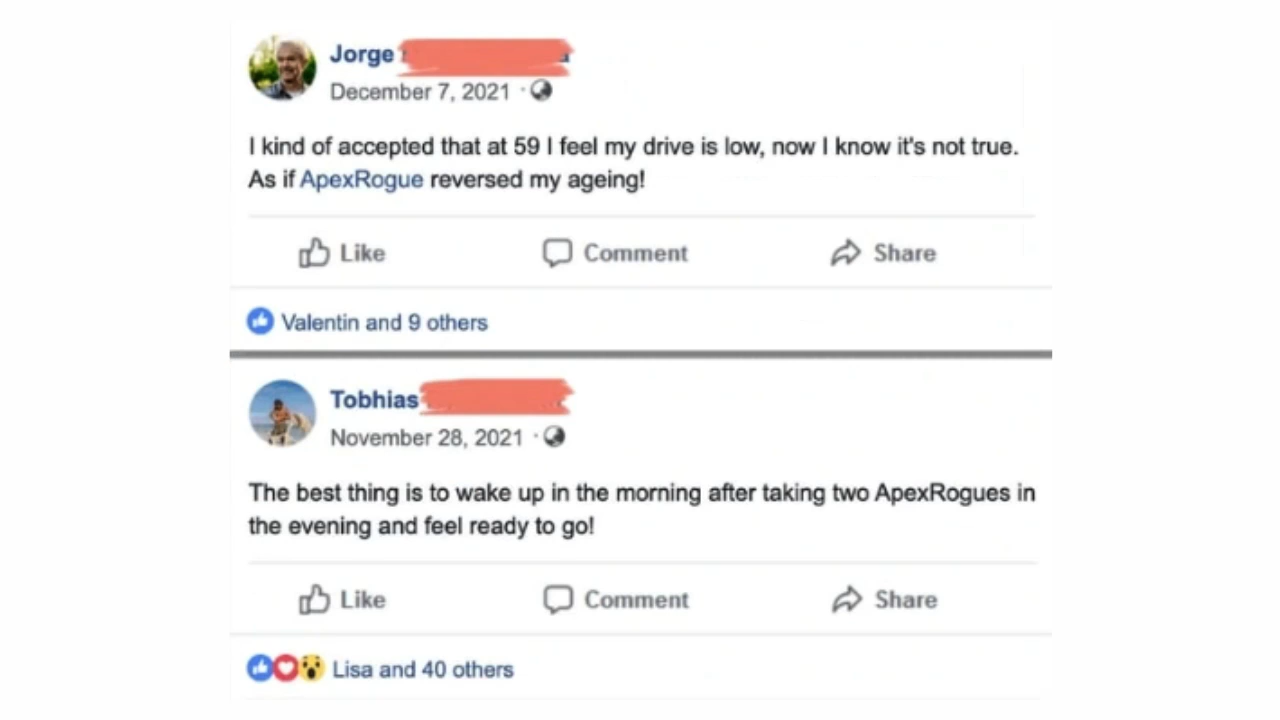 Jorge
December 7, 2021
I kind of accepted that at 59 I feel my drive is low, now I know it's not true.
As if ApexRogue reversed my ageing!
Like Comment Share
Valentin and 9 others
Tobhias
November 28, 2021
The best thing is to wake up in the morning after taking two ApexRogues in
the evening and feel ready to go!
Like Comment Share
Lisa and 40 others